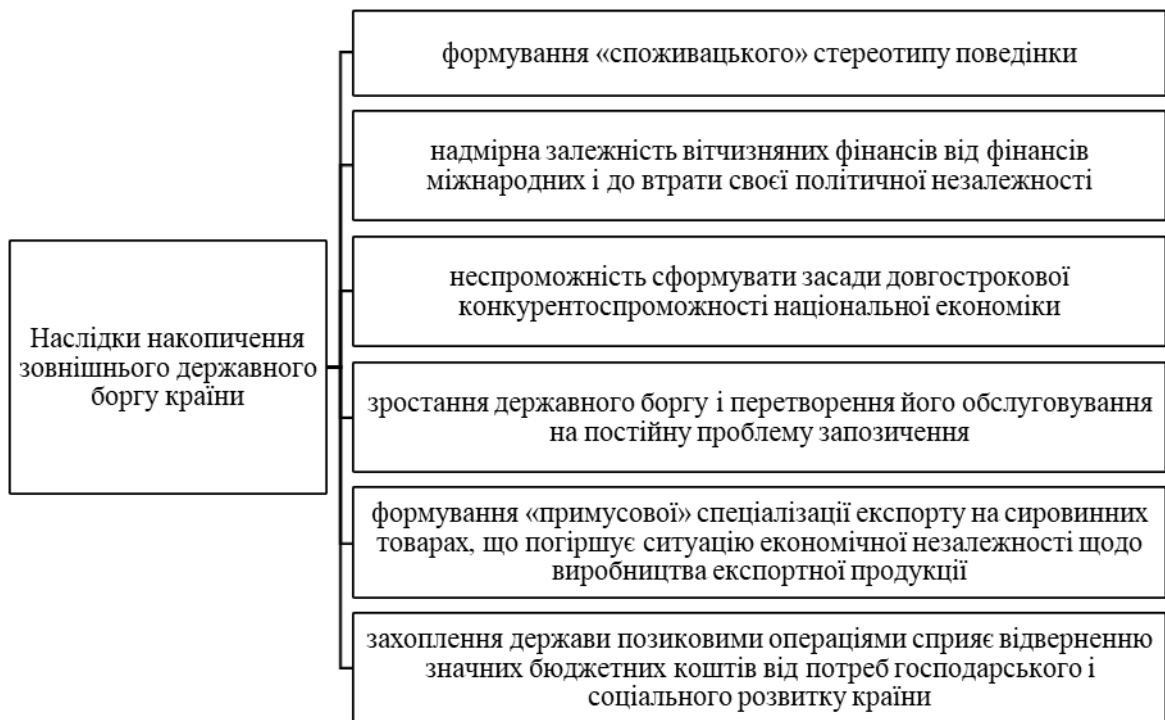 Наслідки накопичення
зовнішнього державного
боргу країни
формування «споживацького» стереотипу поведінки
надмірна залежність вітчизняних фінансів від фінансів
міжнародних і до втрати своєї політичної незалежності
неспроможність сформувати засади довгострокової
конкурентоспроможності національної економіки
зростання державного боргу і перетворення його обслуговування
на постійну проблему запозичення
формування «примусової» спеціалізації експорту на сировинних
товарах, що погіршує ситуацію економічної незалежності щодо
виробництва експортної продукції
захоплення держави позиковими операціями сприяє відверненню
значних бюджетних коштів від потреб господарського і
соціального розвитку країни